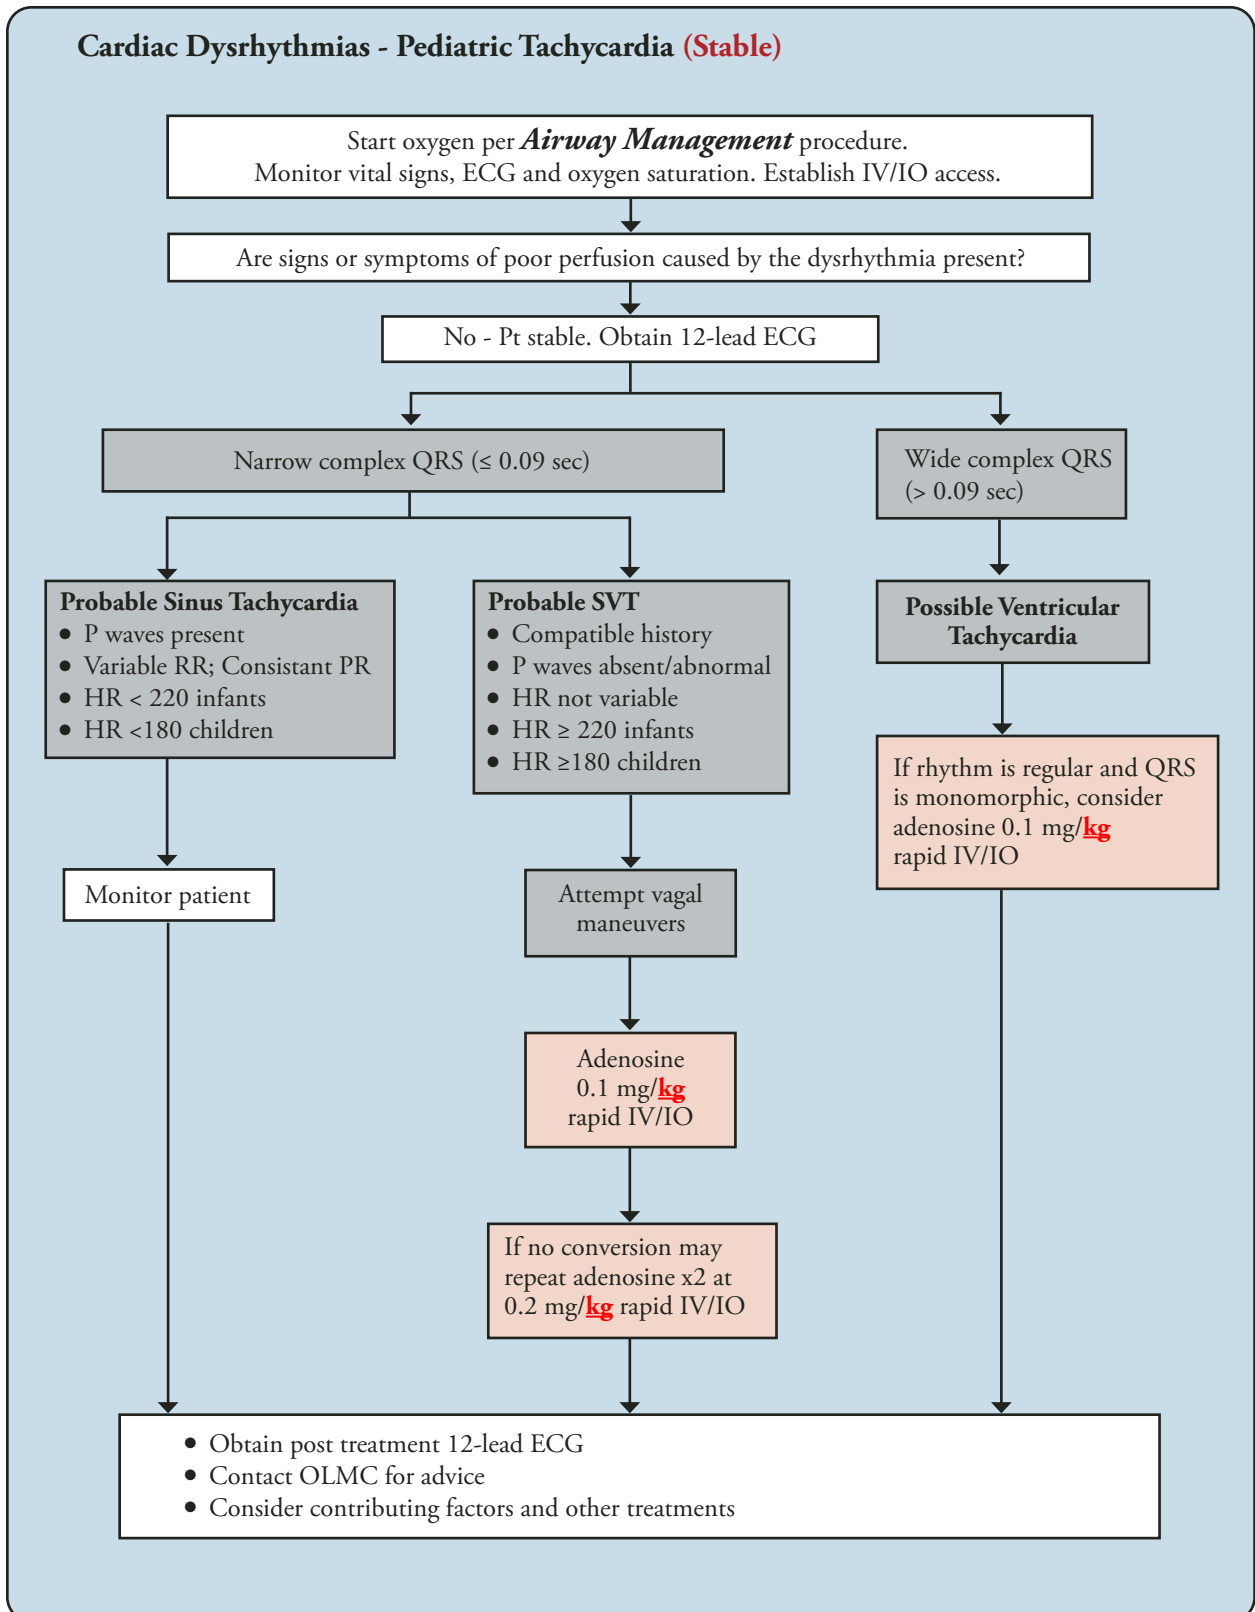 Cardiac Dysrhythmias - Pediatric Tachycardia (Stable)
Start oxygen per Airway Management procedure.
Monitor vital signs, ECG and oxygen saturation. Establish IV/IO access.
Are signs or symptoms of poor perfusion caused by the dysrhythmia present?
No - Pt stable. Obtain 12-lead ECG
Narrow complex QRS (≤ 0.09 sec)
Wide complex QRS
(> 0.09 sec)
Probable Sinus Tachycardia
• P waves present
• Variable RR; Consistant PR
• HR < 220 infants
• HR <180 children
Probable SVT
• Compatible history
• P waves absent/abnormal
• HR not variable
• HR ≥ 220 infants
• HR ≥180 children
Possible Ventricular
Tachycardia
If rhythm is regular and QRS
is monomorphic, consider
adenosine 0.1 mg/kg
rapid IV/IO
Monitor patient
Attempt vagal
maneuvers
Adenosine
0.1 mg/kg
rapid IV/IO
If no conversion may
repeat adenosine x2 at
0.2 mg/kg rapid IV/IO
• Obtain post treatment 12-lead ECG
• Contact OLMC for advice
• Consider contributing factors and other treatments